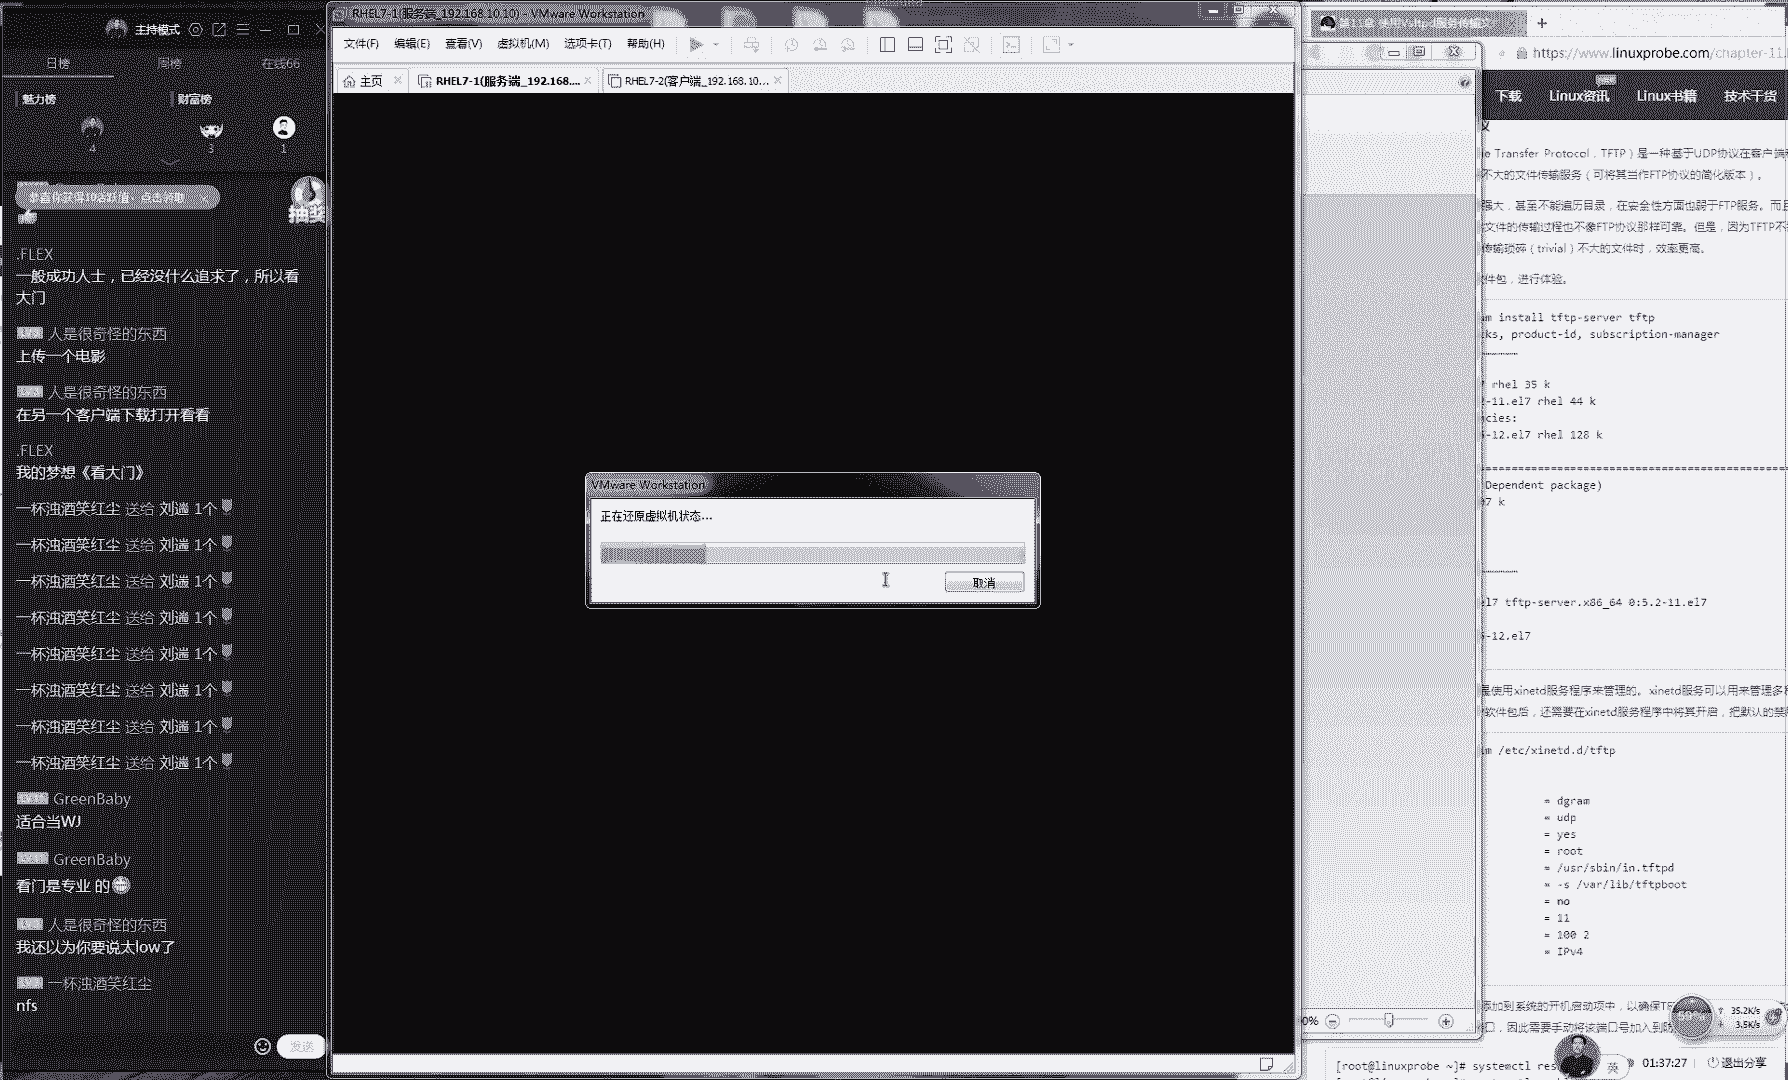 主持模式
日榜
周榜
在线66
魅力榜
财富榜
4
3
1
恭喜你获得10活跃值,点击领取
抽奖
.FLEX
一般成功人士，已经没什么追求了，所以看
大门
人是很奇怪的东西
上传一个电影
人是很奇怪的东西
在另一个客户端下载打开看看
.FLEX
我的梦想《看大门》
一杯浊酒笑红尘 送给 刘遄 1个
一杯浊酒笑红尘 送给 刘遄 1个
一杯浊酒笑红尘 送给 刘遄 1个
一杯浊酒笑红尘 送给 刘遄 1个
一杯浊酒笑红尘 送给 刘遄 1个
一杯浊酒笑红尘 送给 刘遄 1个
一杯浊酒笑红尘 送给 刘遄 1个
一杯浊酒笑红尘 送给 刘遄 1个
GreenBaby
适合当WJ
GreenBaby
看门是专业 的
人是很奇怪的东西
我还以为你要说太low了
一杯浊酒笑红尘
nfs
发送
RHEL7-1(服务端_192.168.10.10) - VMware Workstation
文件(F) 编辑(E) 查看(V) 虚拟机(M) 选项卡(T) 帮助(H)
主页
RHEL7-1(服务端_192.168....
RHEL7-2(客户端_192.168.10...
VMware Workstation
正在还原虚拟机状态...
取消
https://www.linuxprobe.com/chapter-11.
下载 Linux资讯 Linux书籍 技术干货
议
e Transfer Protocol，TFTP）是一种基于UDP协议在客户端
不大的文件传输服务（可将其当作FTP协议的简化版本）。
强大，甚至不能遍历目录，在安全性方面也弱于FTP服务。而且
文件的传输过程也不像FTP协议那样可靠。但是，因为TFTP不
传输琐碎（trivial）不大的文件时，效率更高。
件包，进行体验。
m install tftp-server tftp
ks, product-id, subscription-manager
rhel 35 k
-11.el7 rhel 44 k
cies:
-12.el7 rhel 128 k
Dependent package)
7 k
el7 tftp-server.x86_64 0:5.2-11.el7
-12.el7
是使用xinetd服务程序来管理的。xinetd服务可以用来管理多
软件包后，还需要在xinetd服务程序中将其开启，把默认的禁
m /etc/xinetd.d/tftp
= dgram
= udp
= yes
= root
= /usr/sbin/in.tftpd
= -s /var/lib/tftpboot
= no
= 11
= 100 2
= IPv4
添加到系统的开机启动项中，以确保TF
口，因此需要手动将该端口号加入到防
[root@linuxprobe ~]# systemctl res
0%
35.2K/s
3.5K/s
英
01:37:27
退出分享